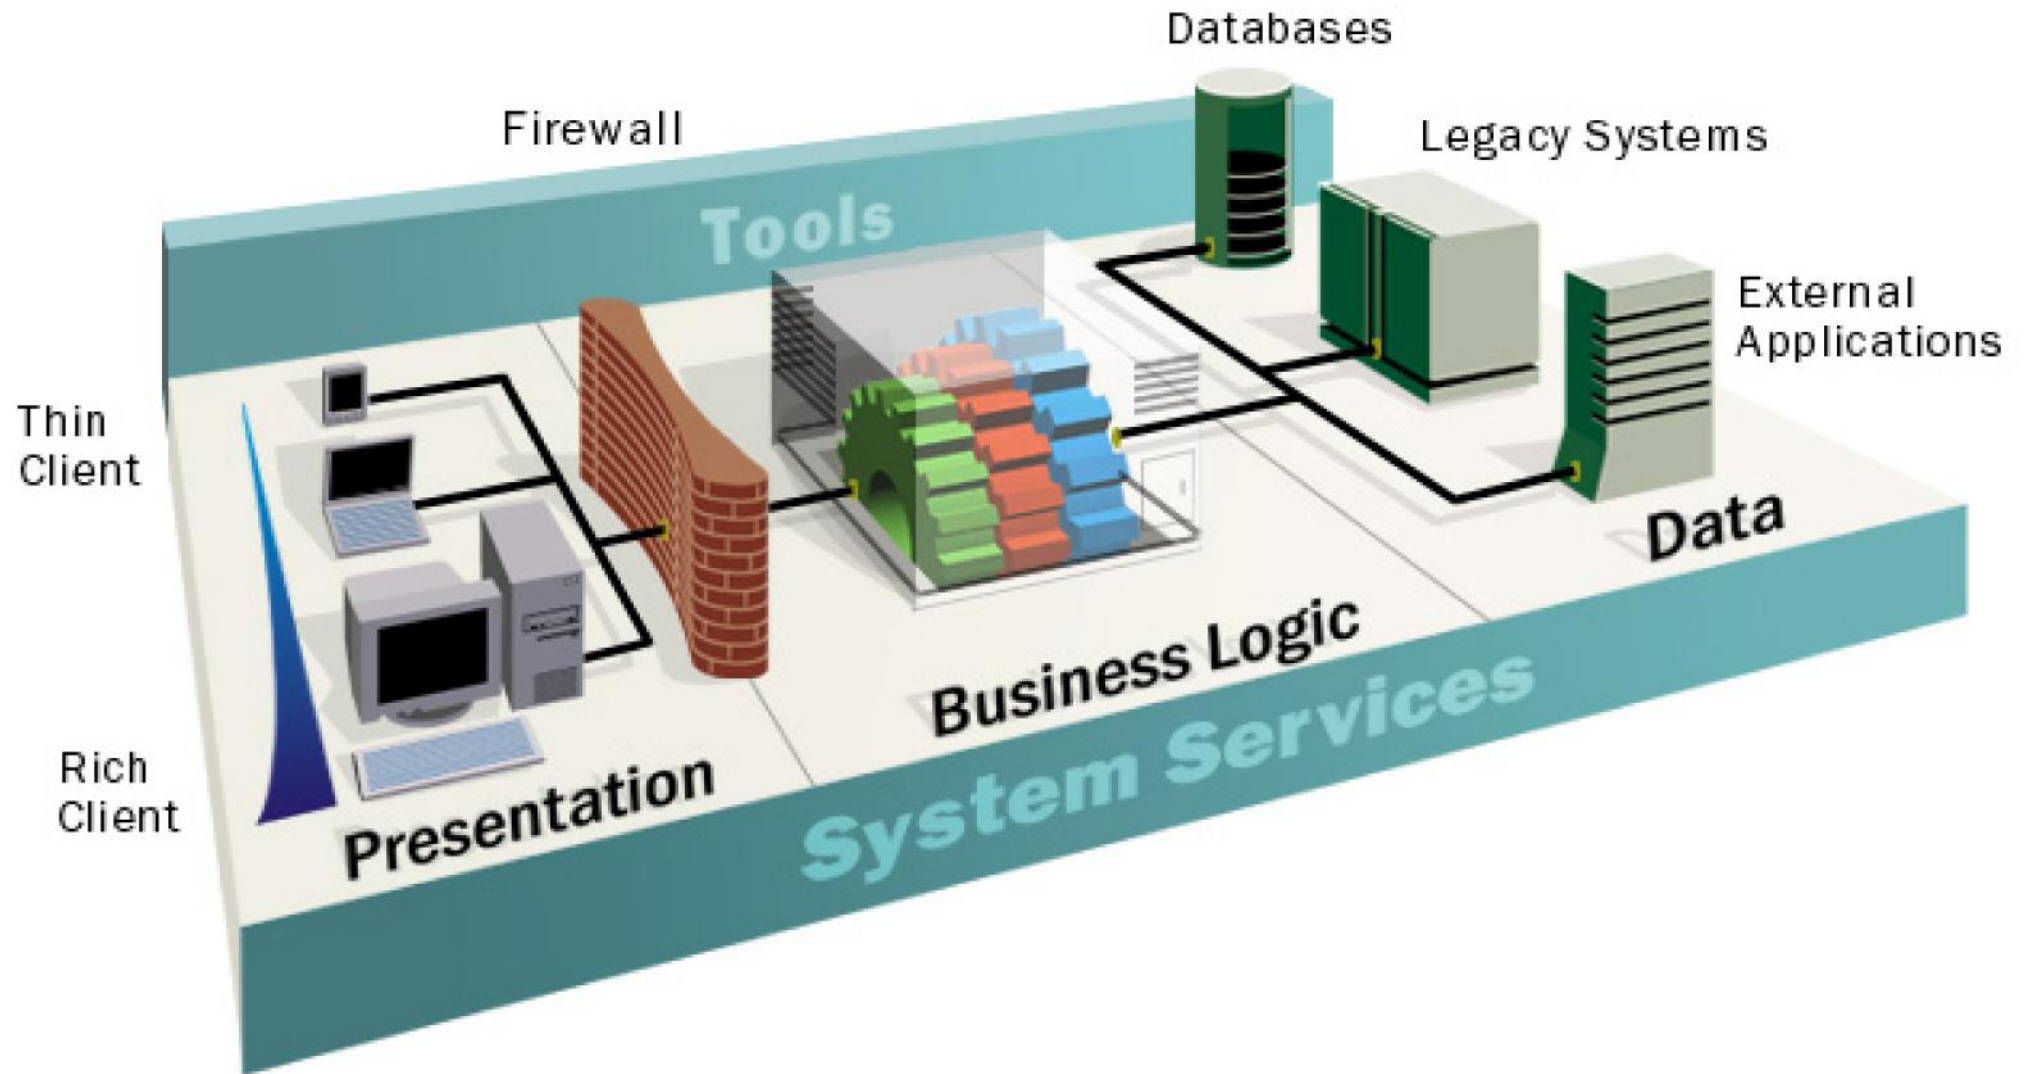 Databases
Firewall
Legacy Systems
Tools
External
Applications
Thin
Client
Data
Business Logic
System Services
Rich
Client
Presentation